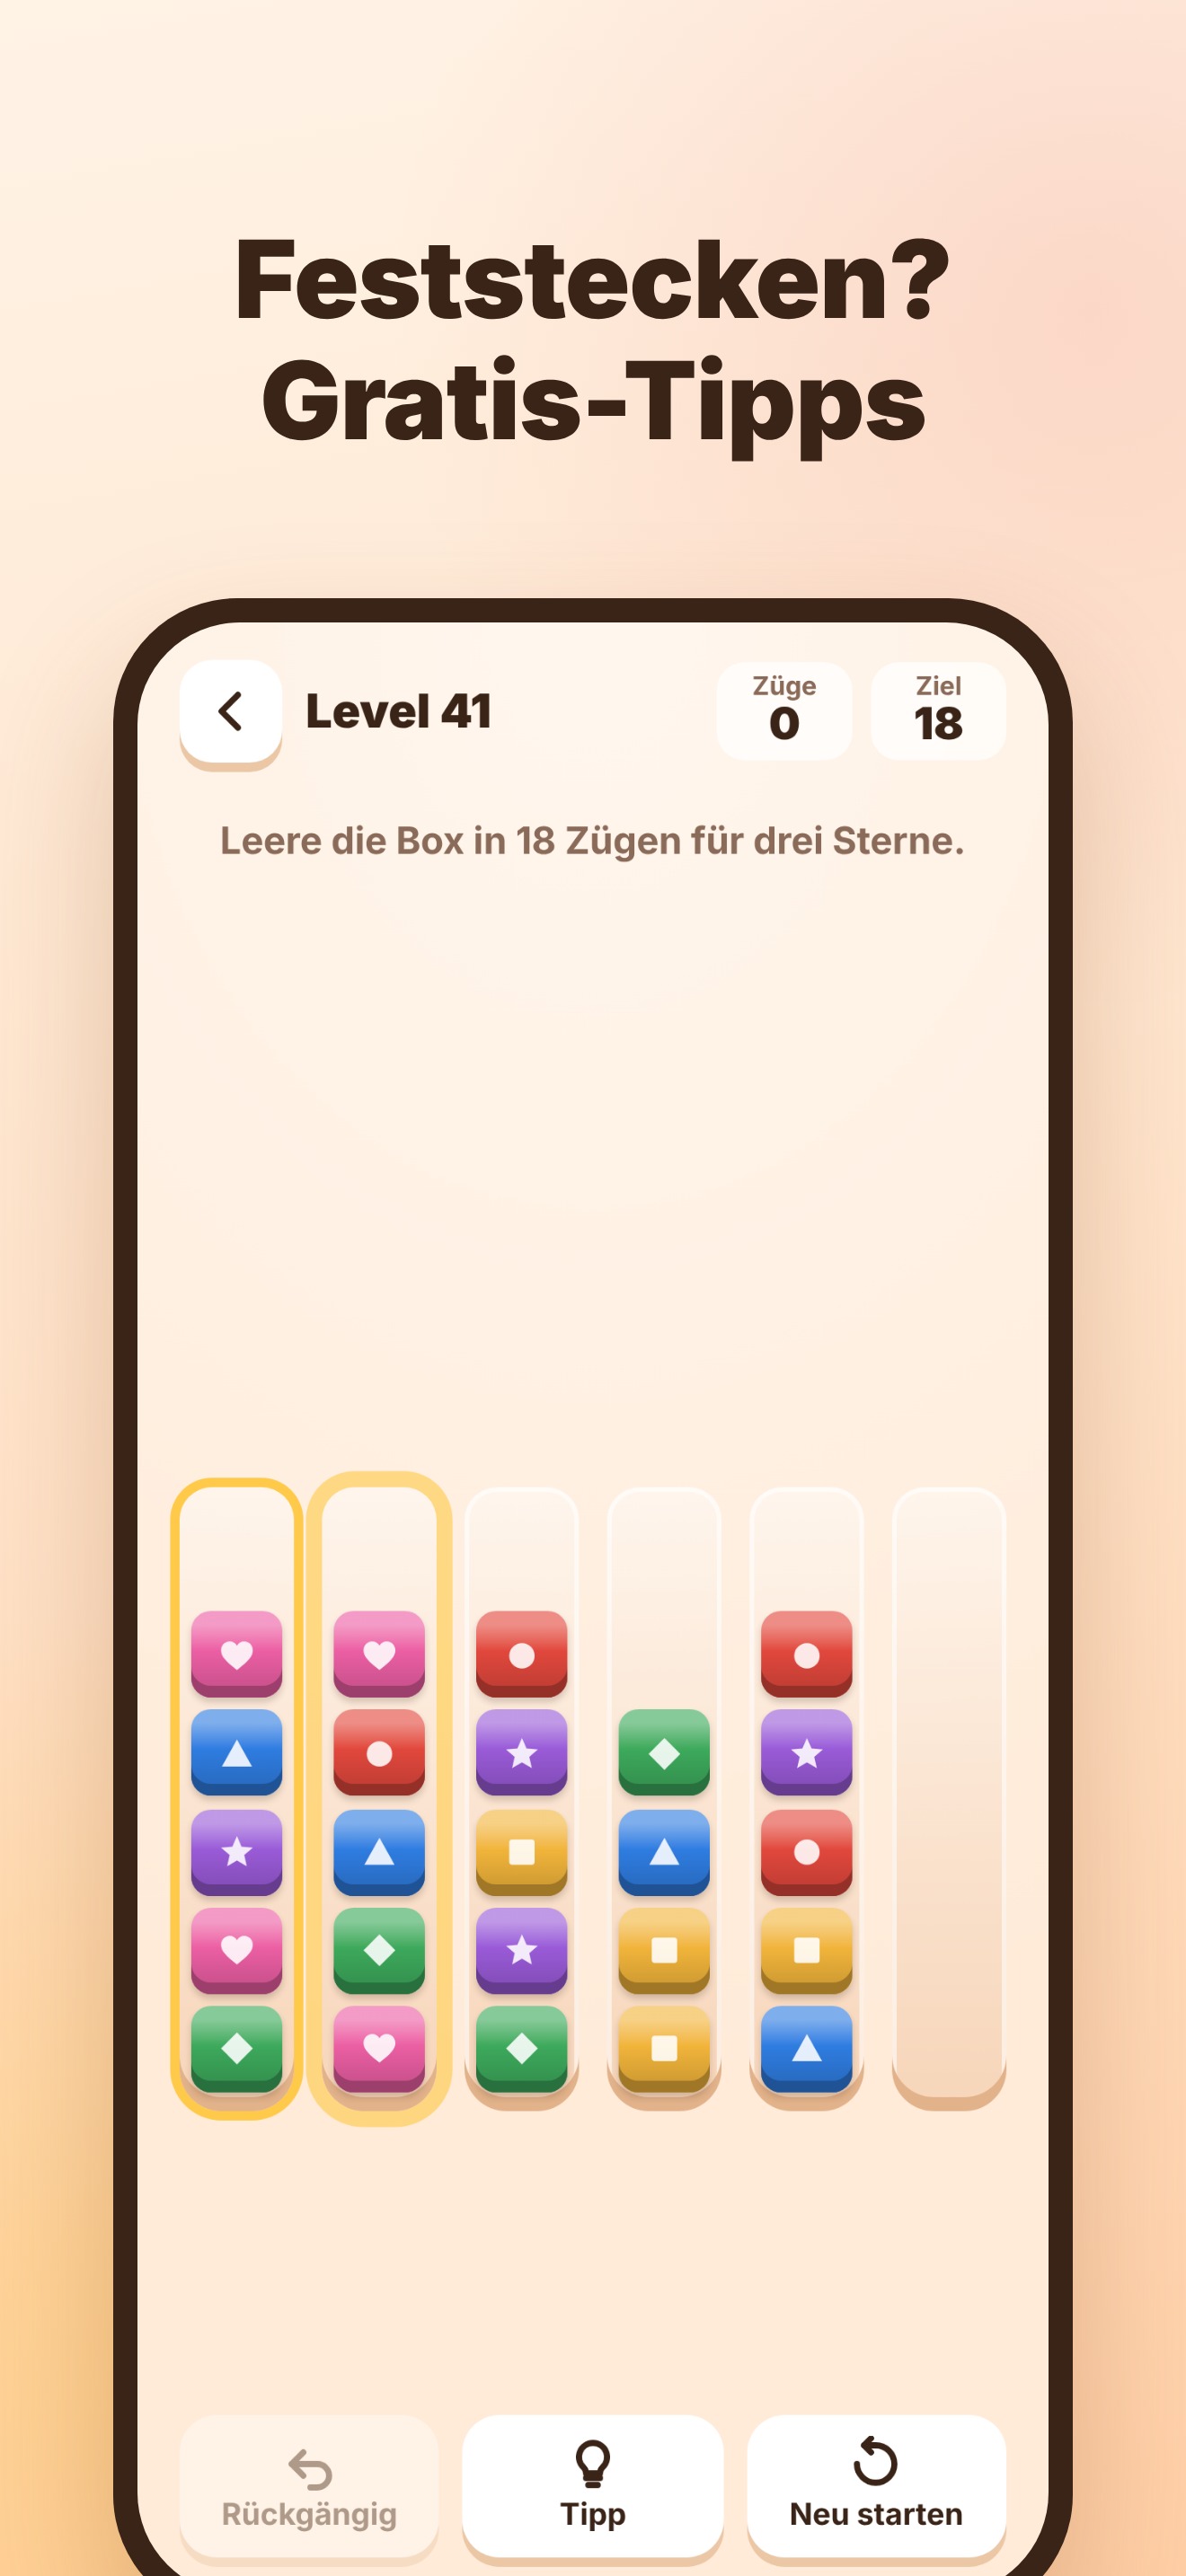 Feststecken?
Gratis-Tipps
Level 41
Züge
0
Ziel
18
Leere die Box in 18 Zügen für drei Sterne.
Rückgängig
Tipp
Neu starten